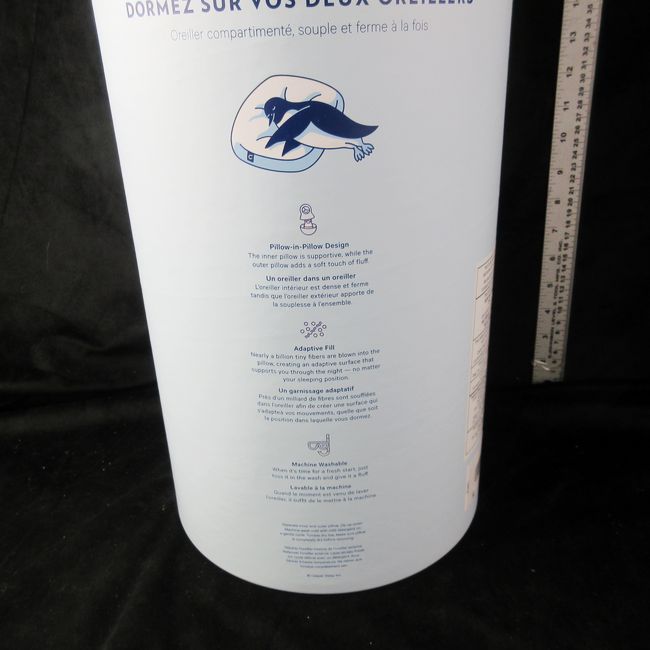 DORMEZ SUR VOS DEUX OREILLERS
Oreiller compartimenté, souple et ferme à la fois
Pillow-in-Pillow Design
The inner pillow is supportive, while the
outer pillow adds a soft touch of fluff.
Un oreiller dans un oreiller
L'oreiller intérieur est dense et ferme
tandis que l'oreiller extérieur apporte de
la souplesse à l'ensemble.
Adaptive Fill
Nearly a billion tiny fibers are blown into the
pillow, creating an adaptive surface that
supports you through the night — no matter
your sleeping position.
Un garnissage adaptatif
Près d'un milliard de fibres sont soufflées
dans l'oreiller afin de créer une surface qui
s'adapte à vos mouvements, quelle que soit
la position dans laquelle vous dormez.
Machine Washable
When it's time for a fresh start, just
toss it in the wash and give it a fluff.
Lavable à la machine
Quand le moment est venu de laver
l'oreiller, il suffit de le mettre à la machine.